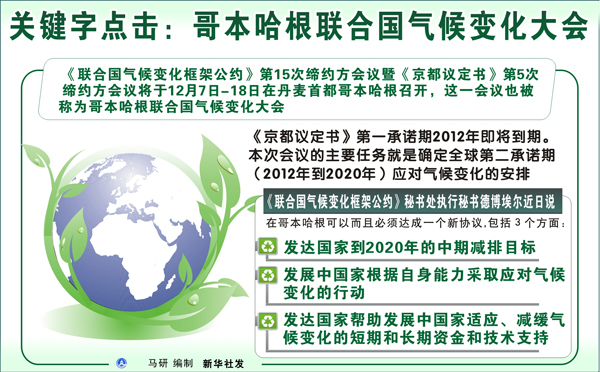 关键字点击：哥本哈根联合国气候变化大会
《联合国气候变化框架公约》第15次缔约方会议暨《京都议定书》第5次
缔约方会议将于12月7日-18日在丹麦首都哥本哈根召开，这一会议也被
称为哥本哈根联合国气候变化大会
《京都议定书》第一承诺期2012年即将到期。
本次会议的主要任务就是确定全球第二承诺期
（2012年到2020年）应对气候变化的安排
《联合国气候变化框架公约》秘书处执行秘书德博埃尔近日说
在哥本哈根可以而且必须达成一个新协议,包括3个方面：
发达国家到2020年的中期减排目标
发展中国家根据自身能力采取应对气候
变化的行动
发达国家帮助发展中国家适应、减缓气
候变化的短期和长期资金和技术支持
马研 编制 新华社发